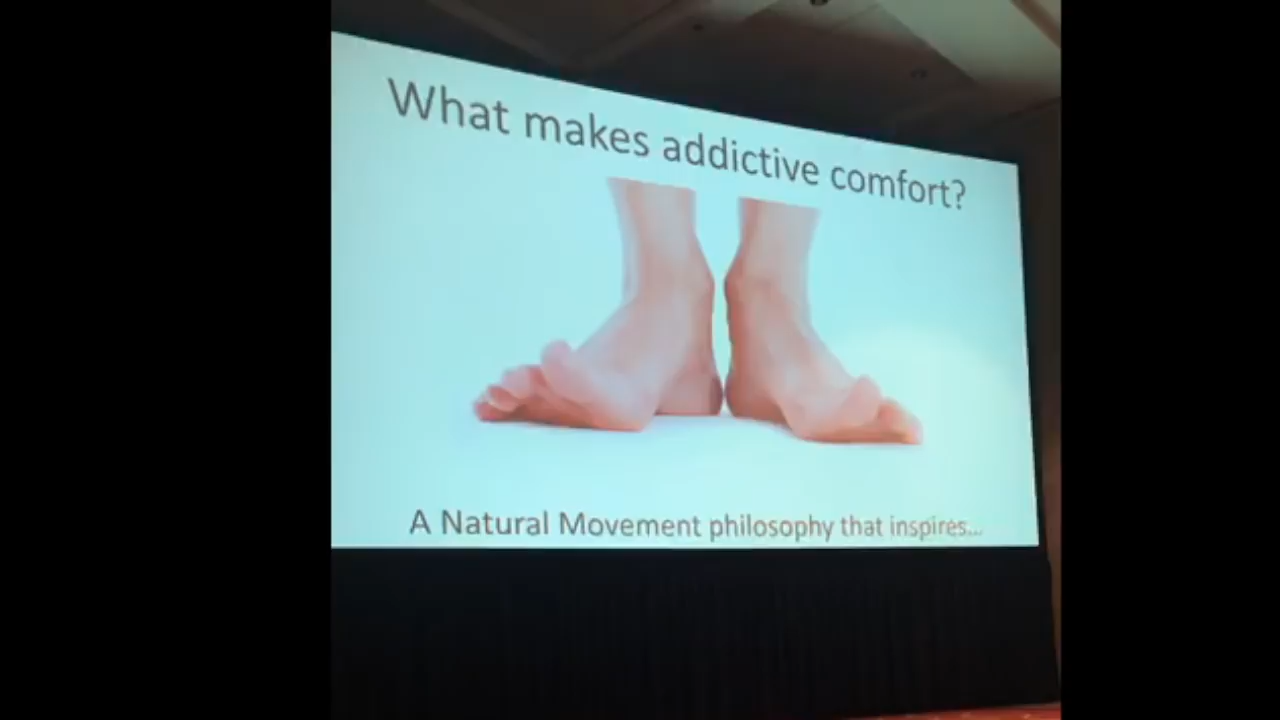 What makes addictive comfort?
A Natural Movement philosophy that inspires...